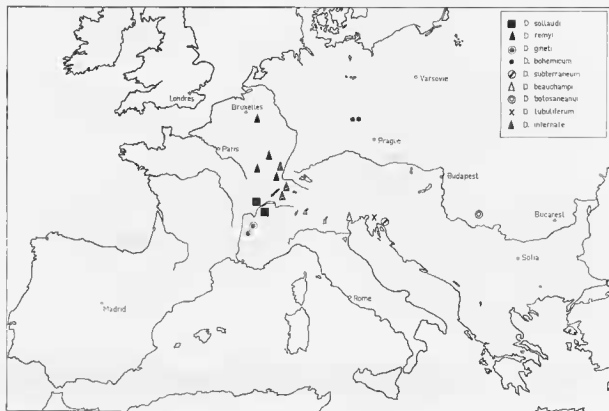 D. sollaudi
D. remyi
D. gineti
D. bohemicum
D. subterraneum
D. beauchampi
D. botosaneanui
D. tubuliferum
D. infernale
Varsovie
Londres
Bruxelles
Prague
Paris
Budapest
Bucarest
Sofia
Rome
Madrid